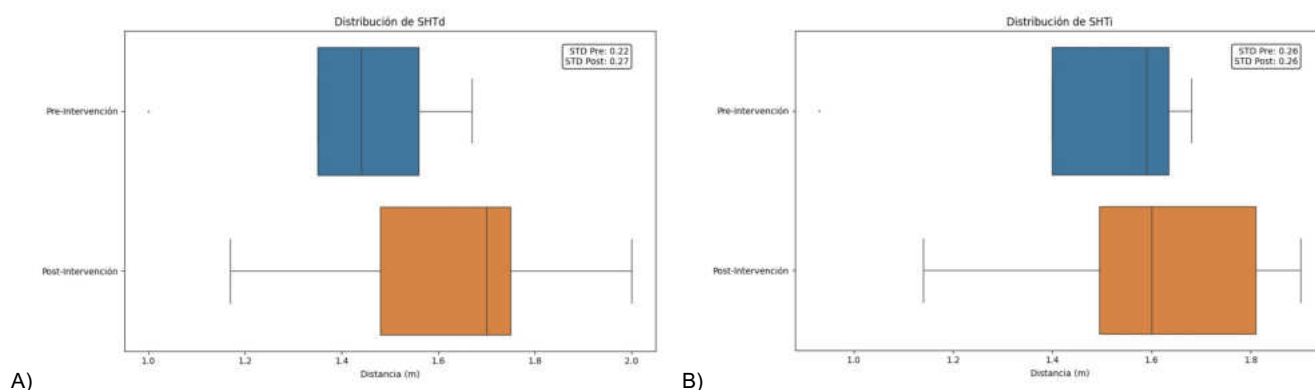 Distribución de SHTd
STD Pre: 0.22
STD Post: 0.27
Pre-Intervención
Post-Intervención
1.0 1.2 1.4 1.6 1.8 2.0
Distancia (m)
A)
Distribución de SHTi
STD Pre: 0.26
STD Post: 0.26
Pre-Intervención
Post-Intervención
1.0 1.2 1.4 1.6 1.8
Distancia (m)
B)